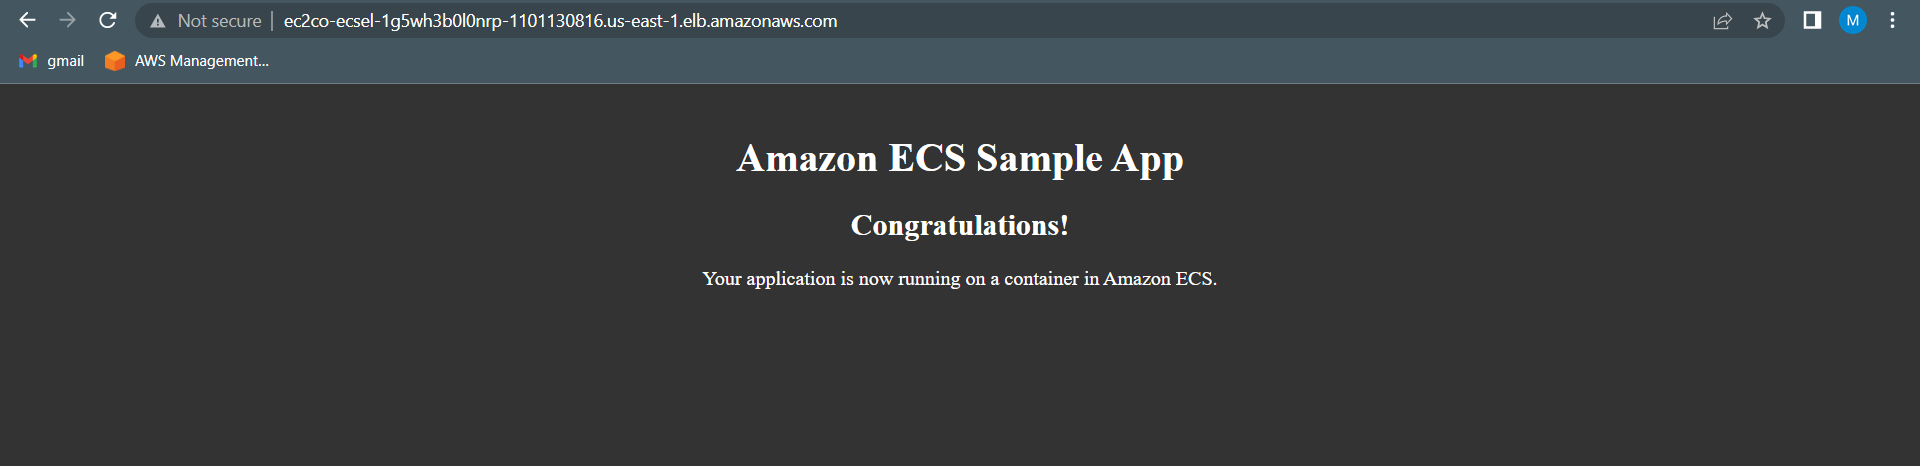 Not secure | ec2co-ecsel-1g5wh3b0l0nrp-1101130816.us-east-1.elb.amazonaws.com M
gmail AWS Management...
Amazon ECS Sample App
Congratulations!
Your application is now running on a container in Amazon ECS.